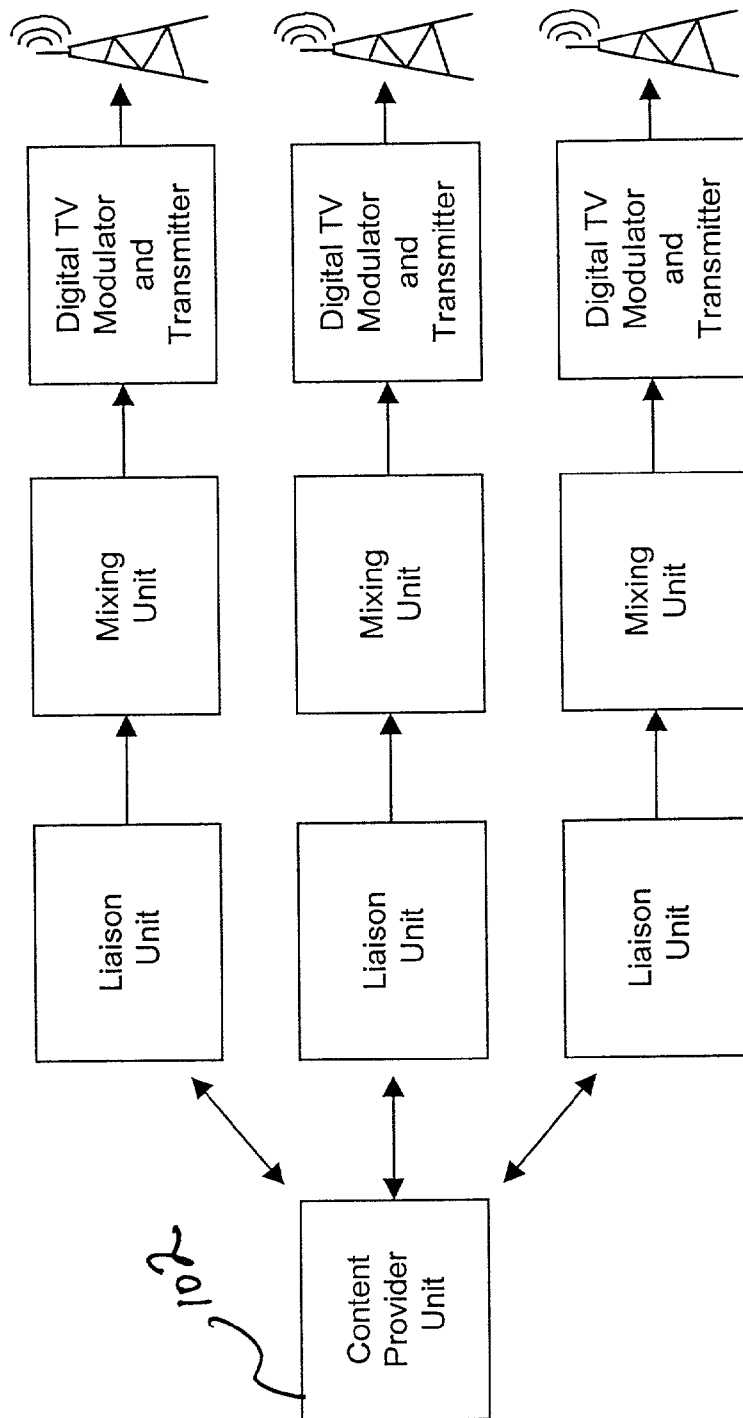 102
Content
Provider
Unit
Liaison
Unit
Mixing
Unit
Digital TV
Modulator
and
Transmitter
Liaison
Unit
Mixing
Unit
Digital TV
Modulator
and
Transmitter
Liaison
Unit
Mixing
Unit
Digital TV
Modulator
and
Transmitter